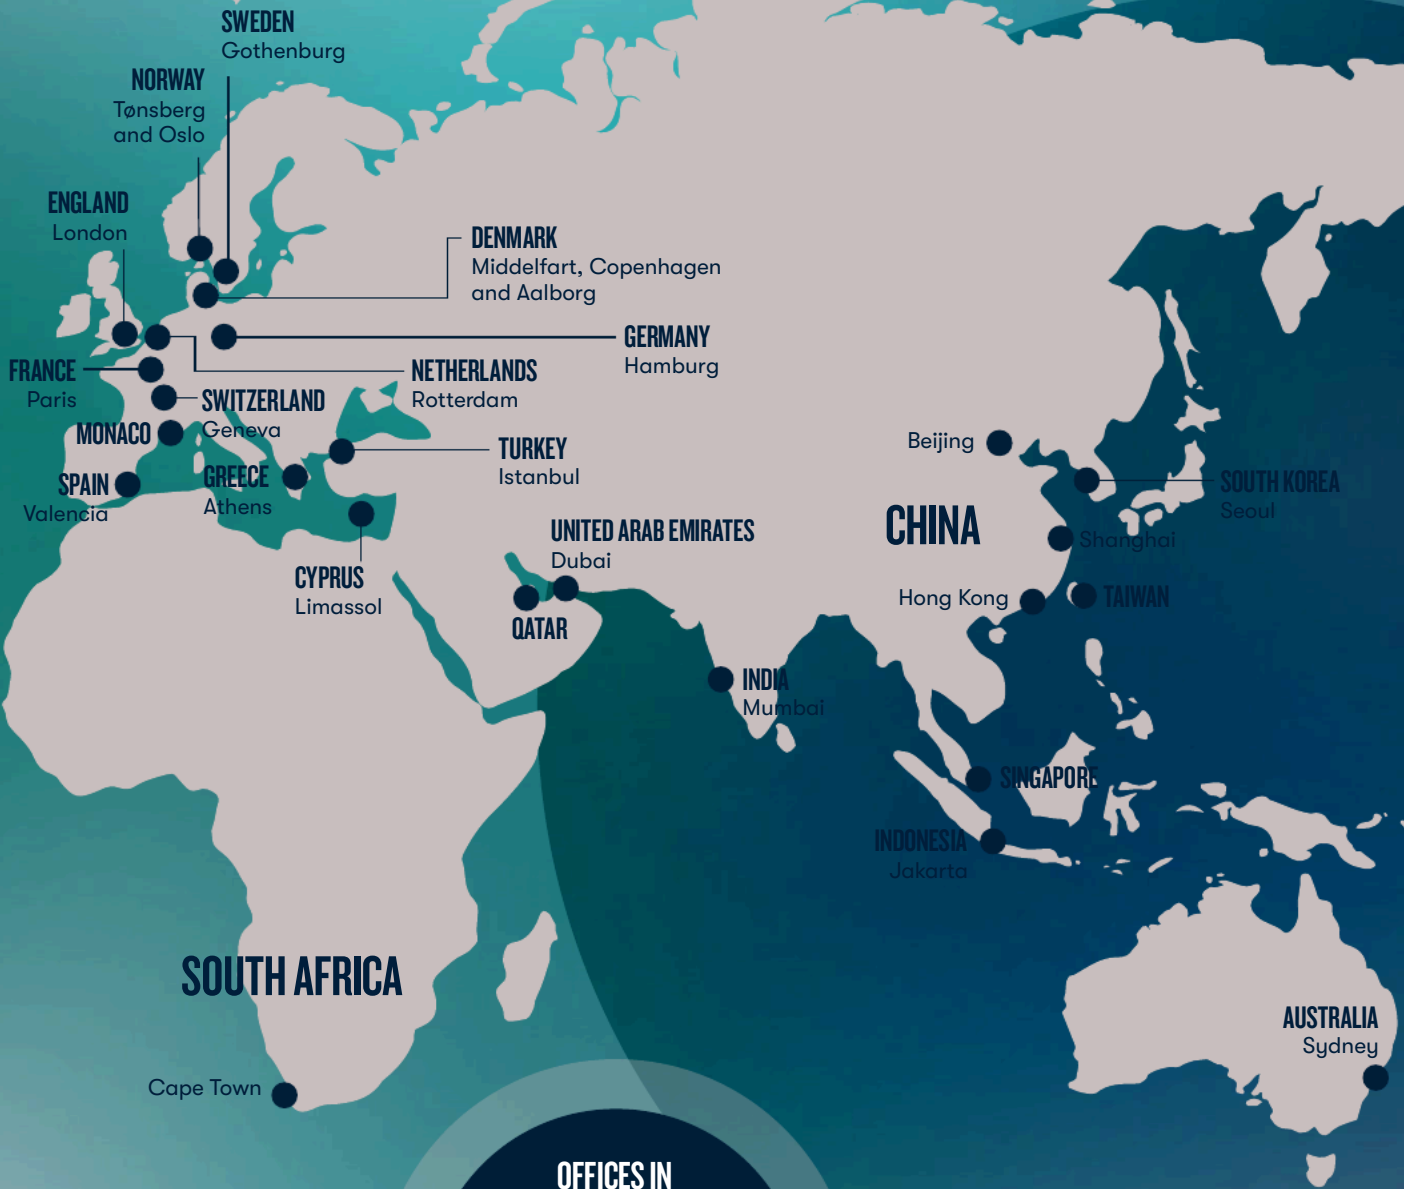 SWEDEN
Gothenburg
NORWAY
Tønsberg
and Oslo
ENGLAND
London
DENMARK
Middelfart, Copenhagen
and Aalborg
GERMANY
Hamburg
FRANCE
Paris
NETHERLANDS
Rotterdam
SWITZERLAND
Geneva
MONACO
TURKEY
Istanbul
SPAIN
Valencia
GREECE
Athens
CYPRUS
Limassol
UNITED ARAB EMIRATES
Dubai
QATAR
Beijing
CHINA
SOUTH KOREA
Seoul
Shanghai
Hong Kong
TAIWAN
INDIA
Mumbai
SINGAPORE
INDONESIA
Jakarta
SOUTH AFRICA
Cape Town
AUSTRALIA
Sydney
OFFICES IN